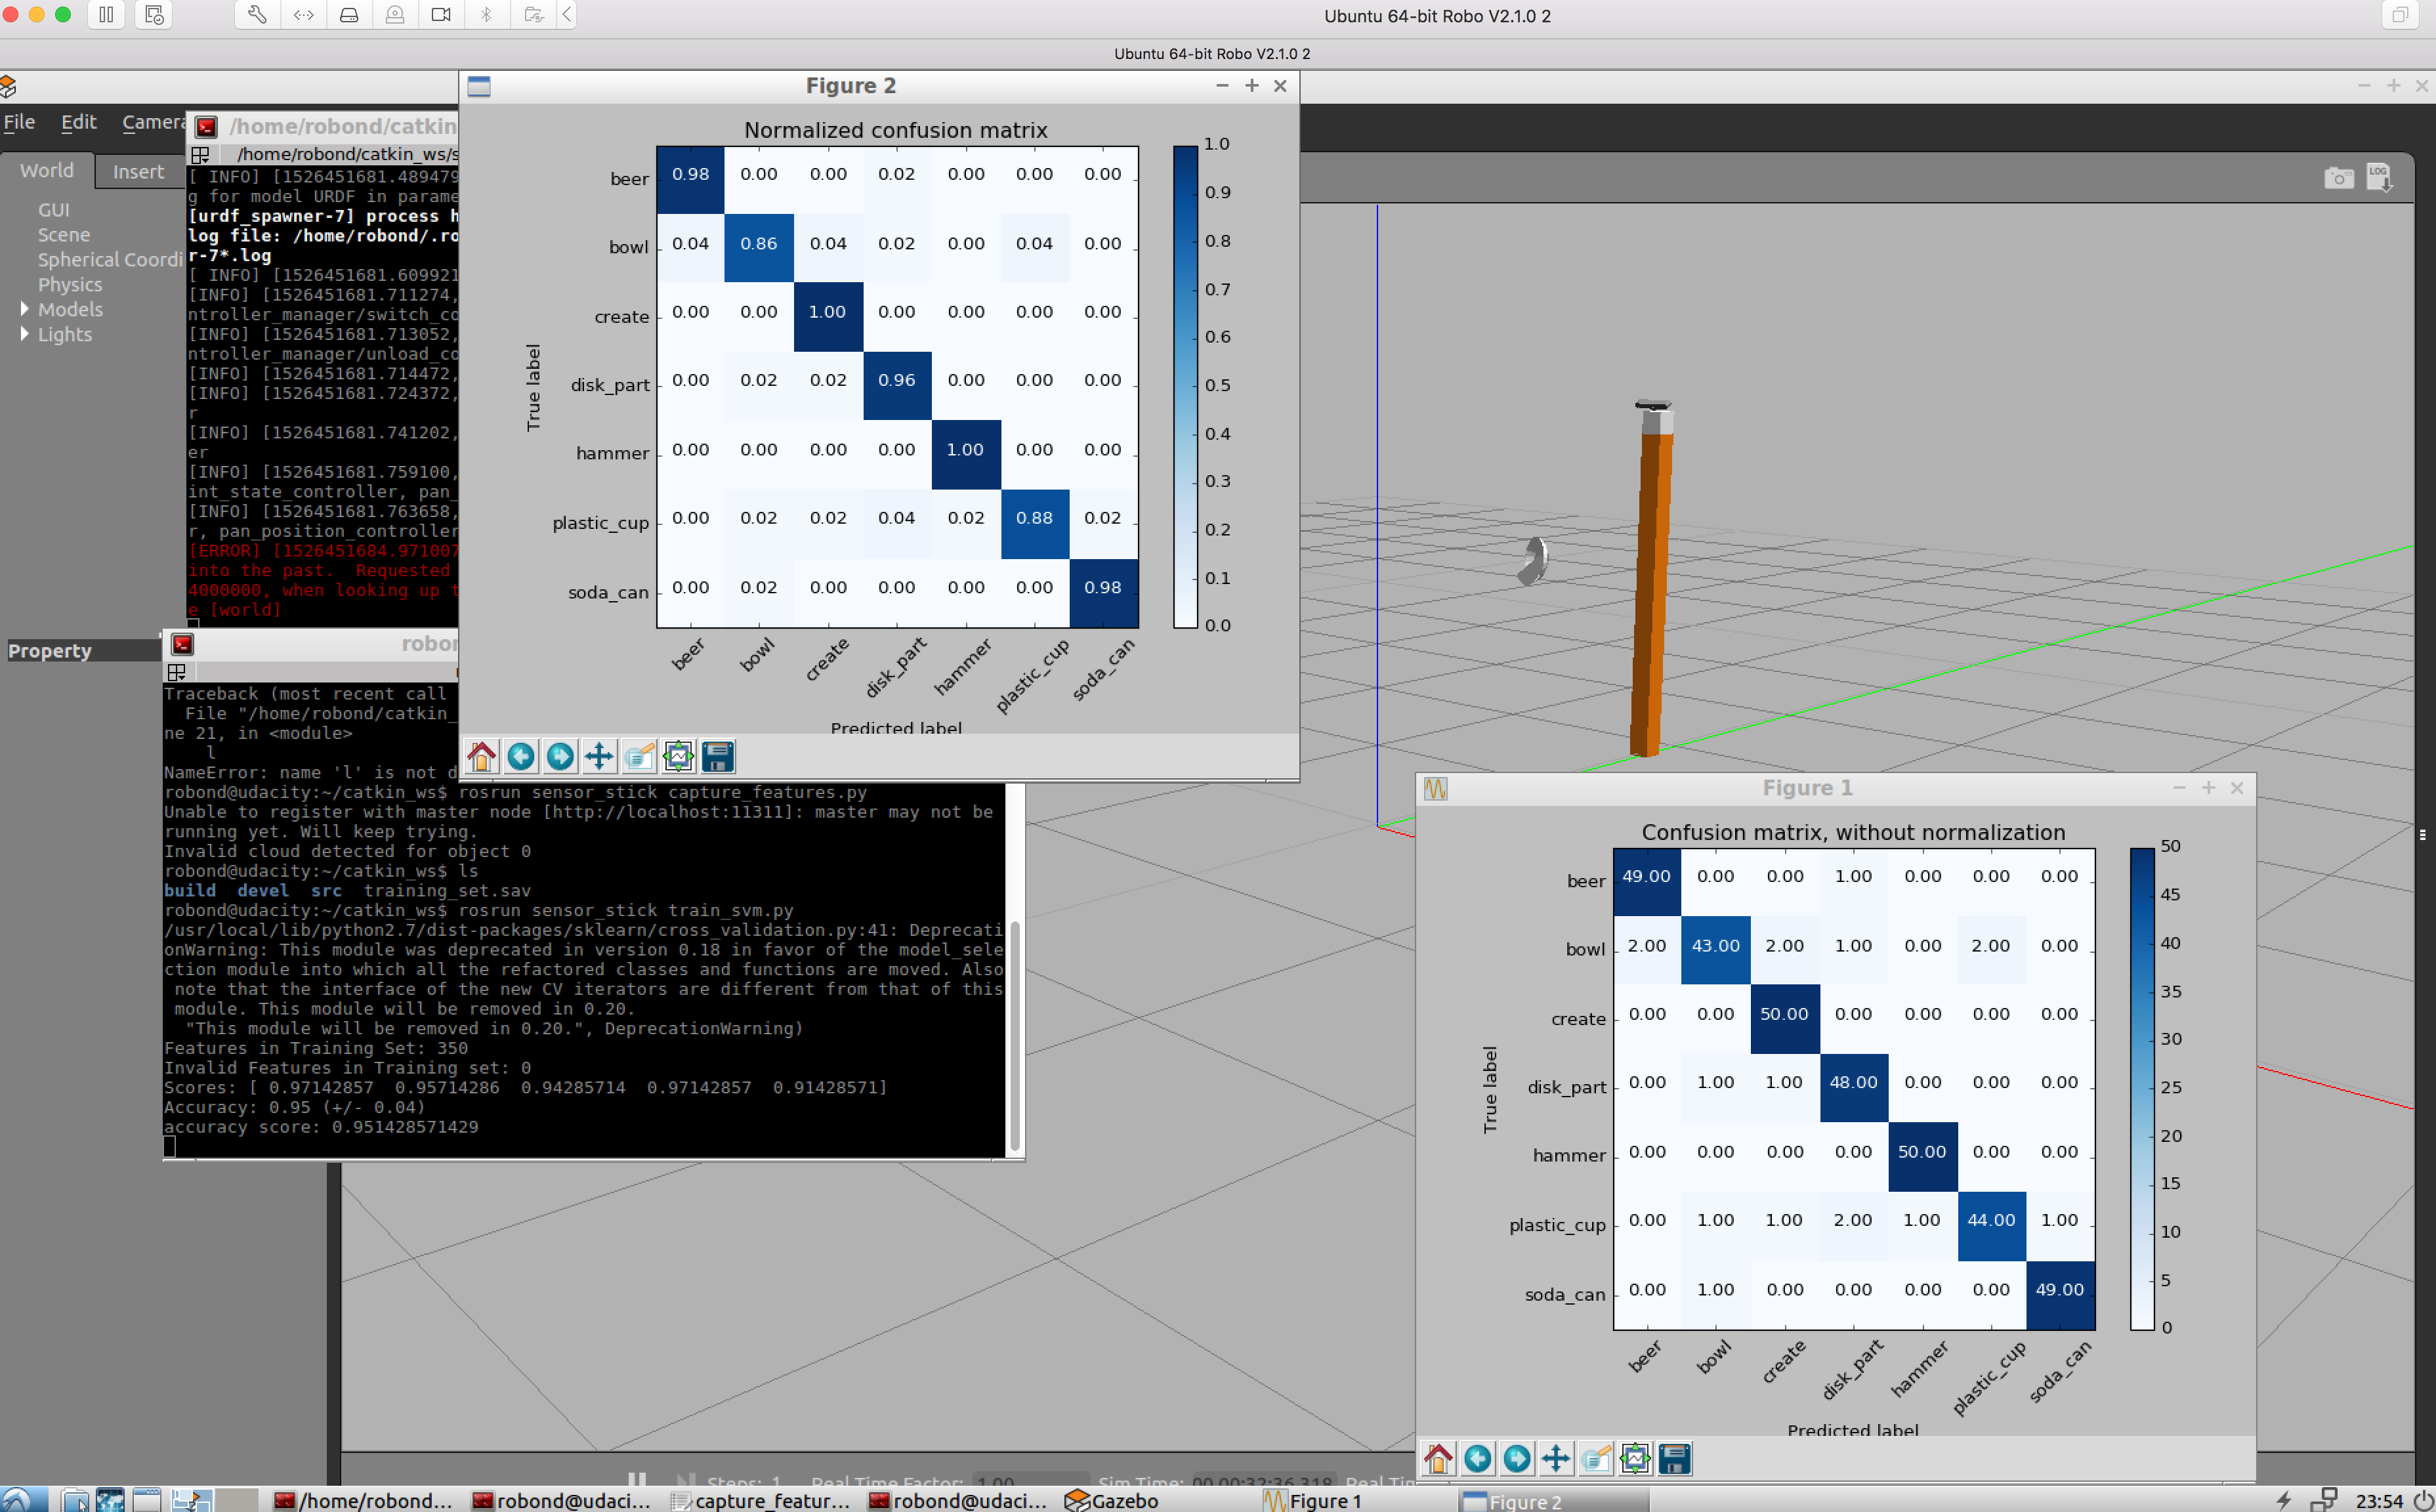 Ubuntu 64-bit Robo V2.1.0 2
Ubuntu 64-bit Robo V2.1.0 2
File Edit Camera
World Insert
GUI
Scene
Spherical Coordi
Physics
Models
Lights
Property
/home/robond/catkin
/home/robond/catkin_ws/s
[ INFO] [1526451681.489479
g for model URDF in parame
[urdf_spawner-7] process h
log file: /home/robond/.ro
r-7*.log
[ INFO] [1526451681.609921
[INFO] [1526451681.711274,
ntroller_manager/switch_co
[INFO] [1526451681.713052,
ntroller_manager/unload_co
[INFO] [1526451681.714472,
[INFO] [1526451681.724372,
r
[INFO] [1526451681.741202,
er
[INFO] [1526451681.759100,
int_state_controller, pan_
[INFO] [1526451681.763658,
r, pan_position_controller
[ERROR] [1526451684.971007
into the past. Requested
4000000, when looking up t
e [world]
Figure 2
Normalized confusion matrix
True label
beer 0.98 0.00 0.00 0.02 0.00 0.00 0.00
bowl 0.04 0.86 0.04 0.02 0.00 0.04 0.00
create 0.00 0.00 1.00 0.00 0.00 0.00 0.00
disk_part 0.00 0.02 0.02 0.96 0.00 0.00 0.00
hammer 0.00 0.00 0.00 0.00 1.00 0.00 0.00
plastic_cup 0.00 0.02 0.02 0.04 0.02 0.88 0.02
soda_can 0.00 0.02 0.00 0.00 0.00 0.00 0.98
beer bowl create disk_part hammer plastic_cup soda_can
Predicted label
1.0
0.9
0.8
0.7
0.6
0.5
0.4
0.3
0.2
0.1
0.0
LOG
robon
Traceback (most recent call
File "/home/robond/catkin_
ne 21, in <module>
l
NameError: name 'l' is not d
robond@udacity:~/catkin_ws$ rosrun sensor_stick capture_features.py
Unable to register with master node [http://localhost:11311]: master may not be
running yet. Will keep trying.
Invalid cloud detected for object 0
robond@udacity:~/catkin_ws$ ls
build devel src training_set.sav
robond@udacity:~/catkin_ws$ rosrun sensor_stick train_svm.py
/usr/local/lib/python2.7/dist-packages/sklearn/cross_validation.py:41: Deprecati
onWarning: This module was deprecated in version 0.18 in favor of the model_sele
ction module into which all the refactored classes and functions are moved. Also
note that the interface of the new CV iterators are different from that of this
module. This module will be removed in 0.20.
"This module will be removed in 0.20.", DeprecationWarning)
Features in Training Set: 350
Invalid Features in Training set: 0
Scores: [ 0.97142857 0.95714286 0.94285714 0.97142857 0.91428571]
Accuracy: 0.95 (+/- 0.04)
accuracy score: 0.951428571429
Figure 1
Confusion matrix, without normalization
True label
beer 49.00 0.00 0.00 1.00 0.00 0.00 0.00
bowl 2.00 43.00 2.00 1.00 0.00 2.00 0.00
create 0.00 0.00 50.00 0.00 0.00 0.00 0.00
disk_part 0.00 1.00 1.00 48.00 0.00 0.00 0.00
hammer 0.00 0.00 0.00 0.00 50.00 0.00 0.00
plastic_cup 0.00 1.00 1.00 2.00 1.00 44.00 1.00
soda_can 0.00 1.00 0.00 0.00 0.00 0.00 49.00
beer bowl create disk_part hammer plastic_cup soda_can
Predicted label
50
45
40
35
30
25
20
15
10
5
0
Steps: 1 Real Time Factor: 1.00 Sim Time: 00 00:32:36.318 Real Tim
/home/robond... robond@udaci... capture_featur... robond@udaci... Gazebo Figure 1 Figure 2 23:54